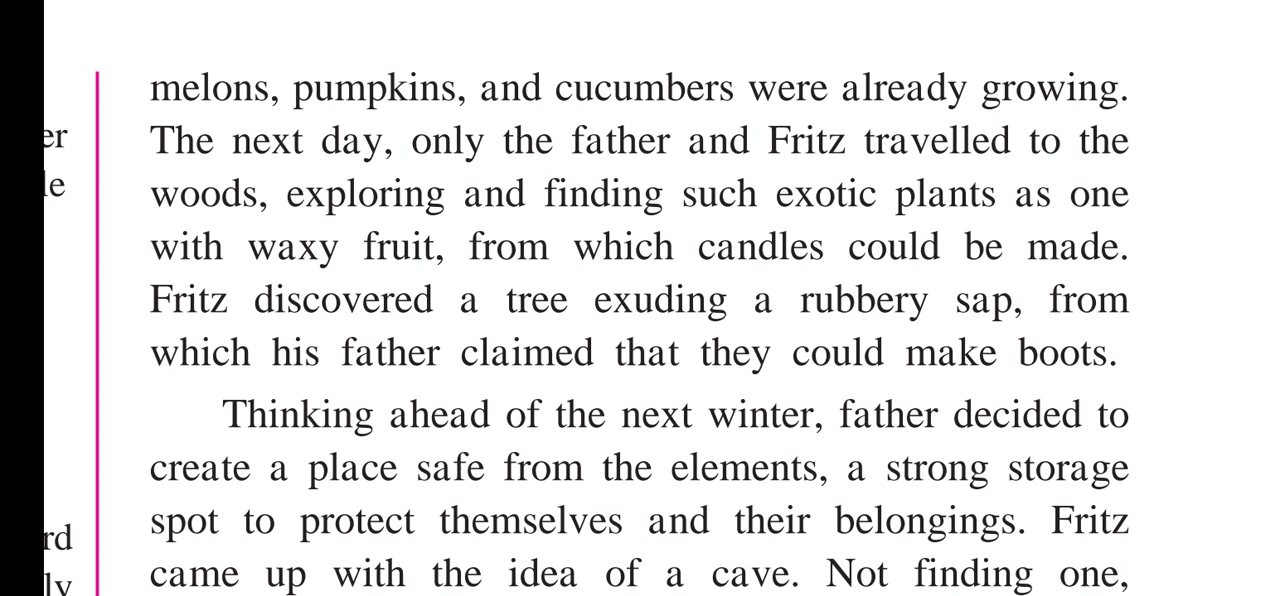 melons, pumpkins, and cucumbers were already growing.
The next day, only the father and Fritz travelled to the
woods, exploring and finding such exotic plants as one
with waxy fruit, from which candles could be made.
Fritz discovered a tree exuding a rubbery sap, from
which his father claimed that they could make boots.
Thinking ahead of the next winter, father decided to
create a place safe from the elements, a strong storage
spot to protect themselves and their belongings. Fritz
came up with the idea of a cave. Not finding one,